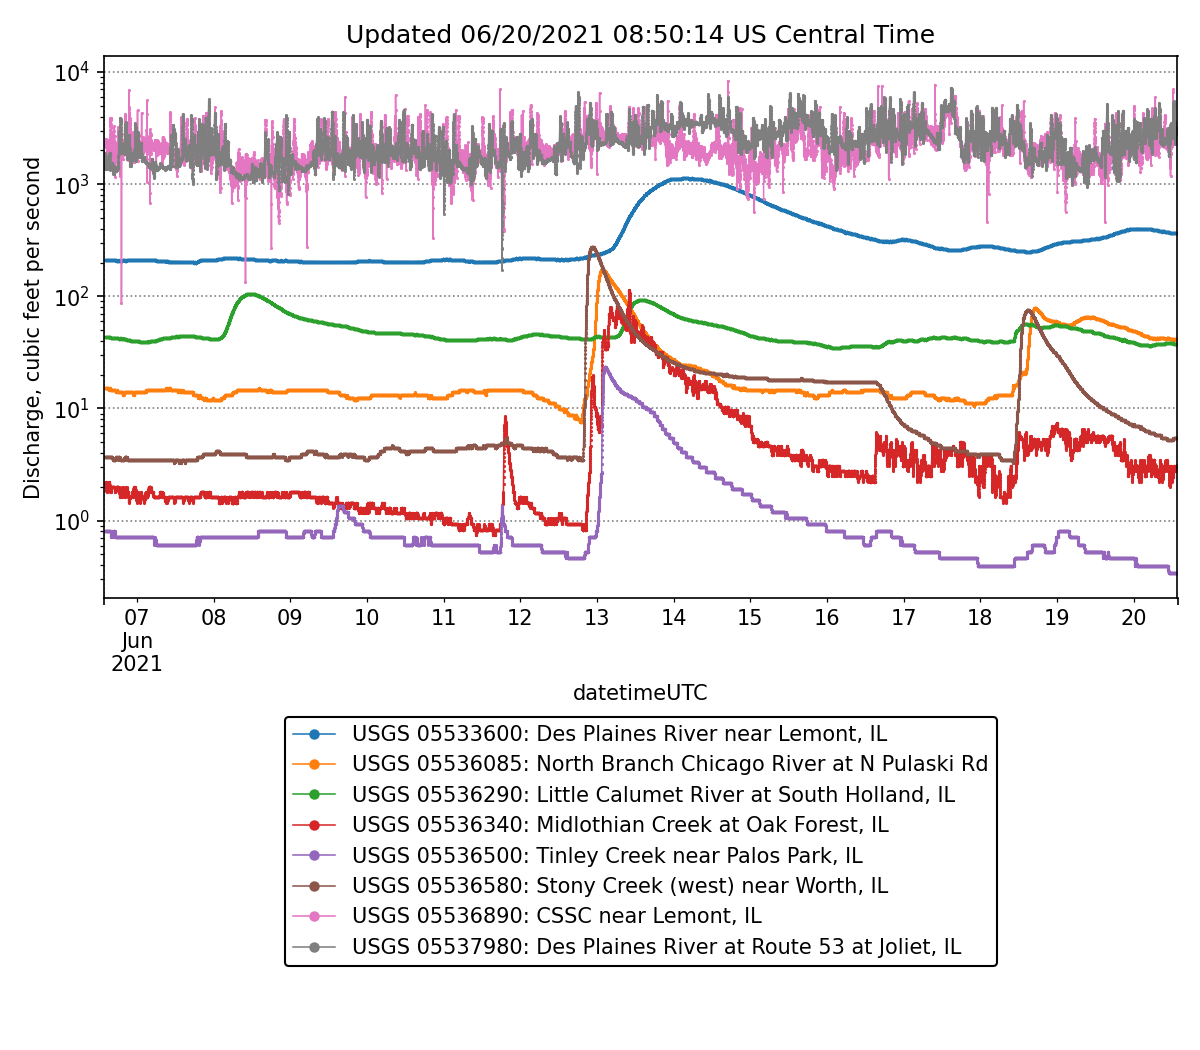 Updated 06/20/2021 08:50:14 US Central Time
Discharge, cubic feet per second
10^4
10^3
10^2
10^1
10^0
07 08 09 10 11 12 13 14 15 16 17 18 19 20
Jun
2021
datetimeUTC
USGS 05533600: Des Plaines River near Lemont, IL
USGS 05536085: North Branch Chicago River at N Pulaski Rd
USGS 05536290: Little Calumet River at South Holland, IL
USGS 05536340: Midlothian Creek at Oak Forest, IL
USGS 05536500: Tinley Creek near Palos Park, IL
USGS 05536580: Stony Creek (west) near Worth, IL
USGS 05536890: CSSC near Lemont, IL
USGS 05537980: Des Plaines River at Route 53 at Joliet, IL